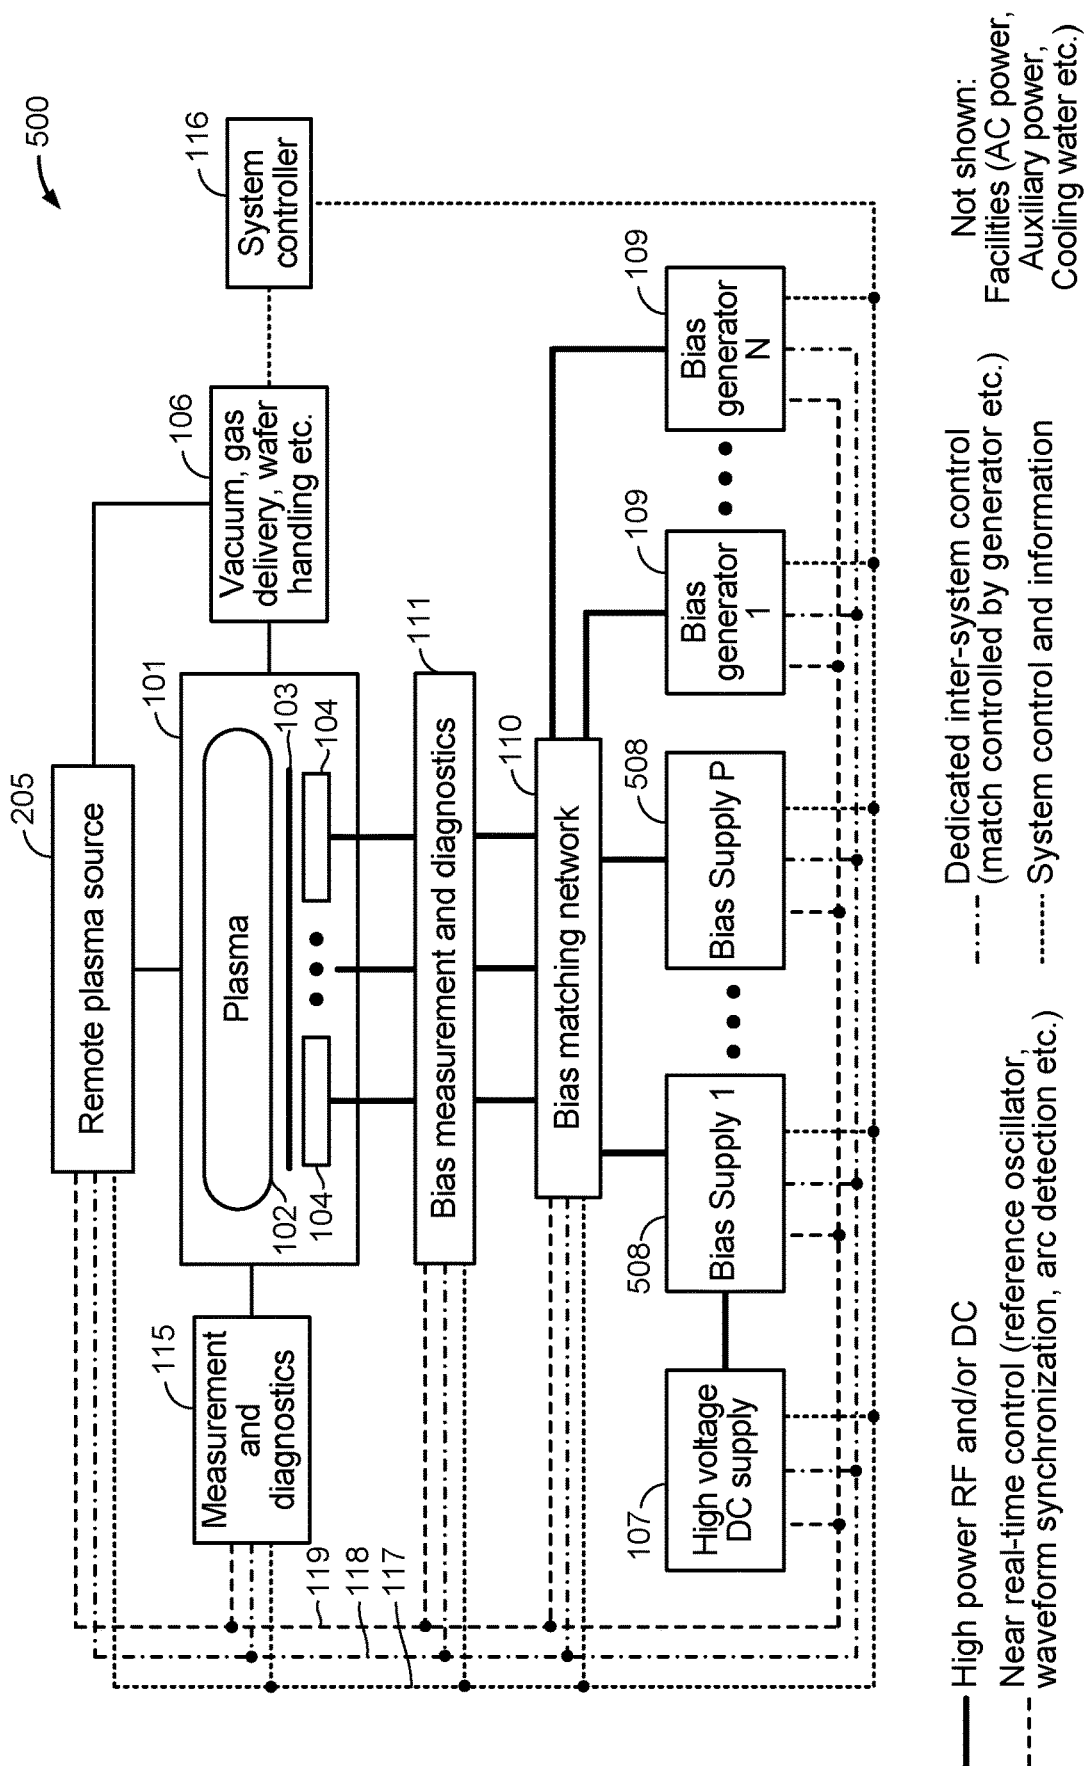 500
205
Remote plasma source
116
System
controller
106
Vacuum, gas
delivery, wafer
handling etc.
101
Plasma
102
103
104
104
115
Measurement
and
diagnostics
111
Bias measurement and diagnostics
110
Bias matching network
119
118
117
107
High voltage
DC supply
508
Bias Supply 1
508
Bias Supply P
109
Bias
generator
1
109
Bias
generator
N
High power RF and/or DC
Near real-time control (reference oscillator,
waveform synchronization, arc detection etc.)
Dedicated inter-system control
(match controlled by generator etc.)
System control and information
Not shown:
Facilities (AC power,
Auxiliary power,
Cooling water etc.)